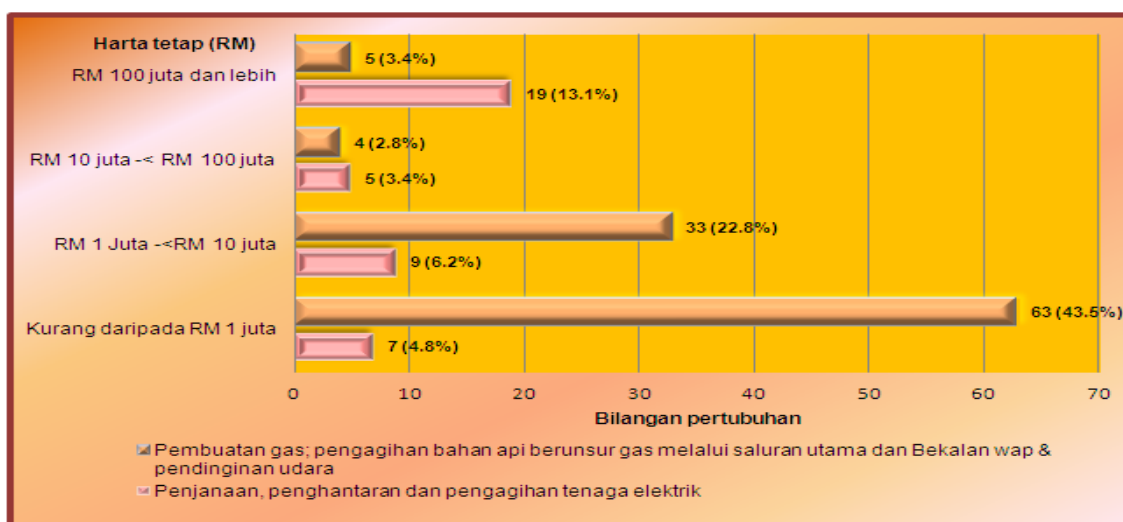 Harta tetap (RM)
RM 100 juta dan lebih
5 (3.4%)
19 (13.1%)
RM 10 juta -< RM 100 juta
4 (2.8%)
5 (3.4%)
RM 1 Juta -<RM 10 juta
33 (22.8%)
9 (6.2%)
Kurang daripada RM 1 juta
63 (43.5%)
7 (4.8%)
0 10 20 30 40 50 60 70
Bilangan pertubuhan
Pembuatan gas; pengagihan bahan api berunsur gas melalui saluran utama dan Bekalan wap &
pendinginan udara
Penjanaan, penghantaran dan pengagihan tenaga elektrik